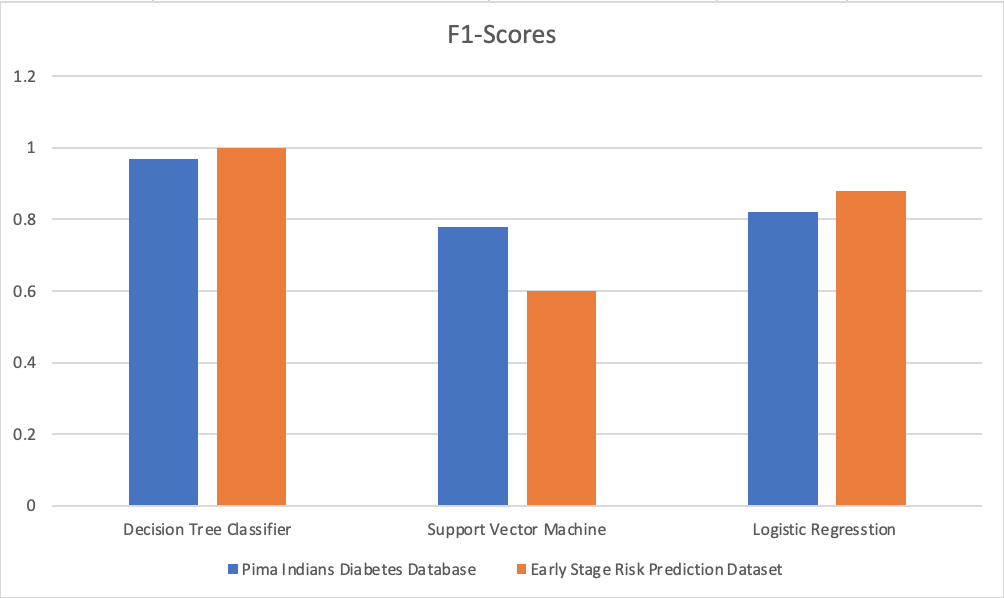 F1-Scores
1.2
1
0.8
0.6
0.4
0.2
0
Decision Tree Classifier
Support Vector Machine
Logistic Regresstion
Pima Indians Diabetes Database
Early Stage Risk Prediction Dataset